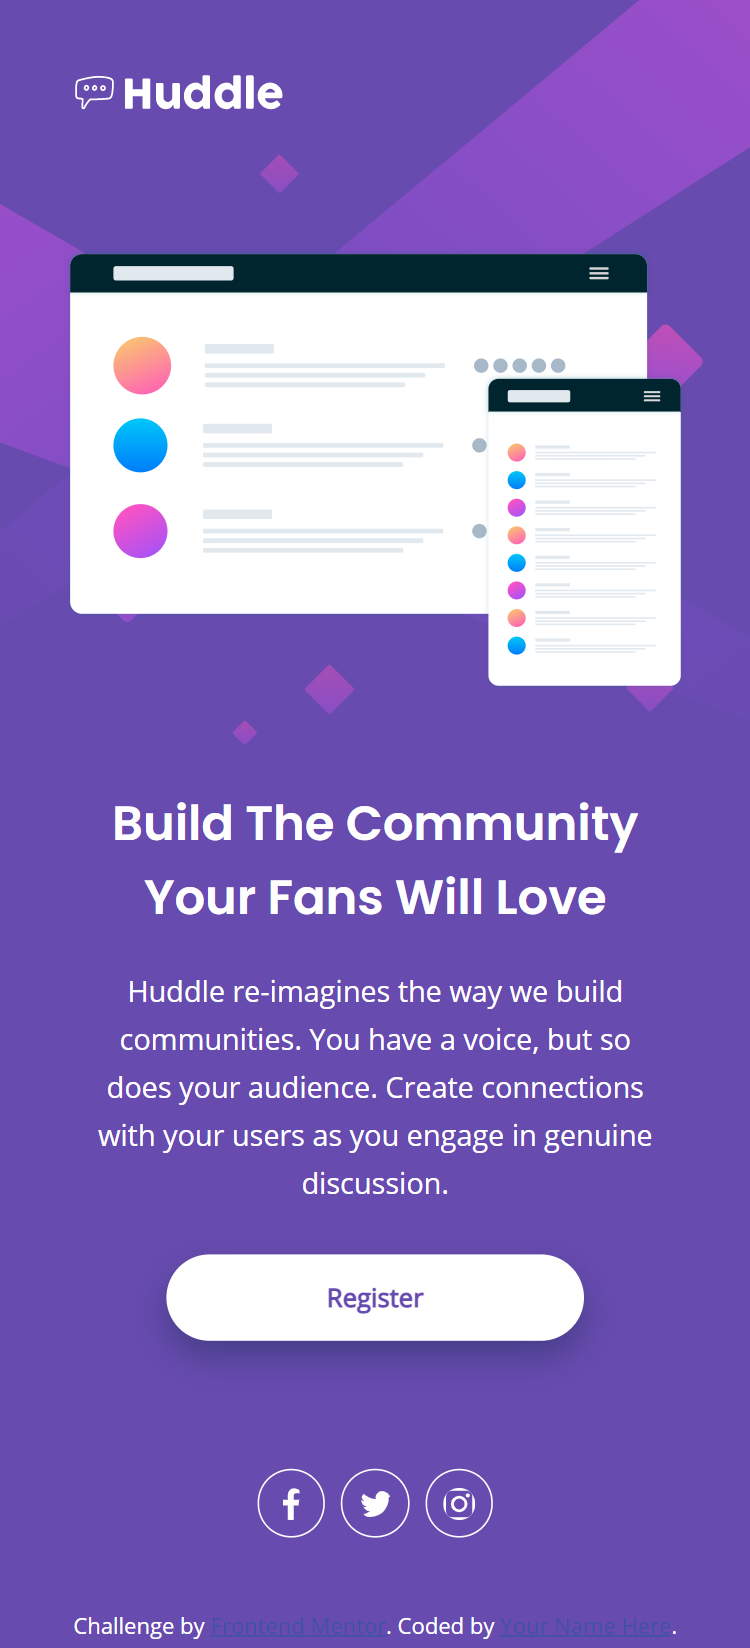 Huddle
Build The Community
Your Fans Will Love
Huddle re-imagines the way we build
communities. You have a voice, but so
does your audience. Create connections
with your users as you engage in genuine
discussion.
Register
Challenge by Frontend Mentor. Coded by Your Name Here.